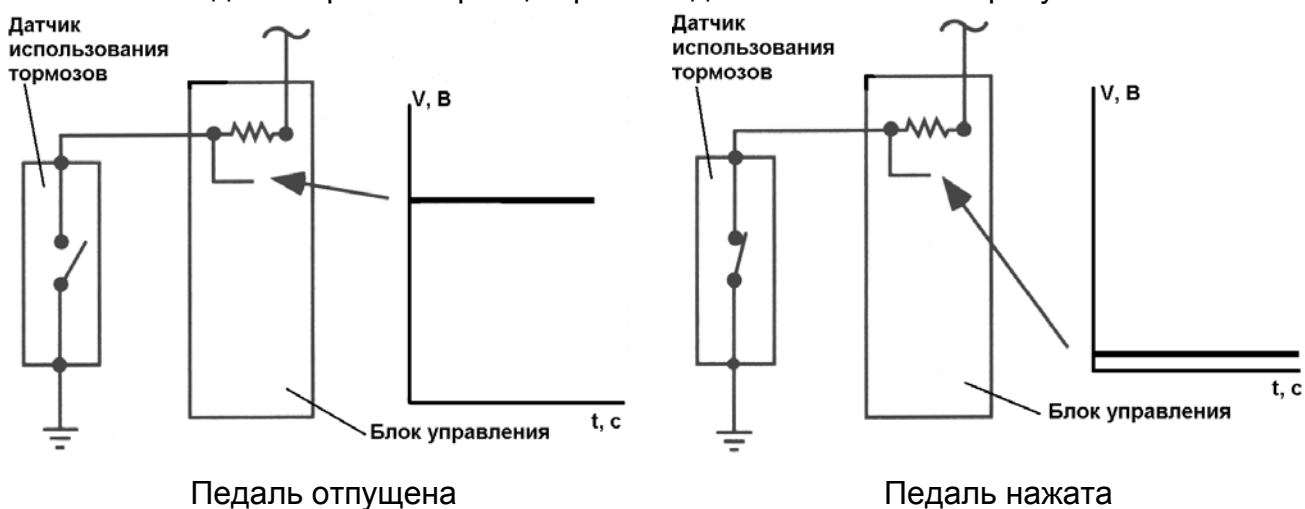 Датчик
использования
тормозов
V, В
t, с
Блок управления
Педаль отпущена
Датчик
использования
тормозов
V, В
t, с
Блок управления
Педаль нажата